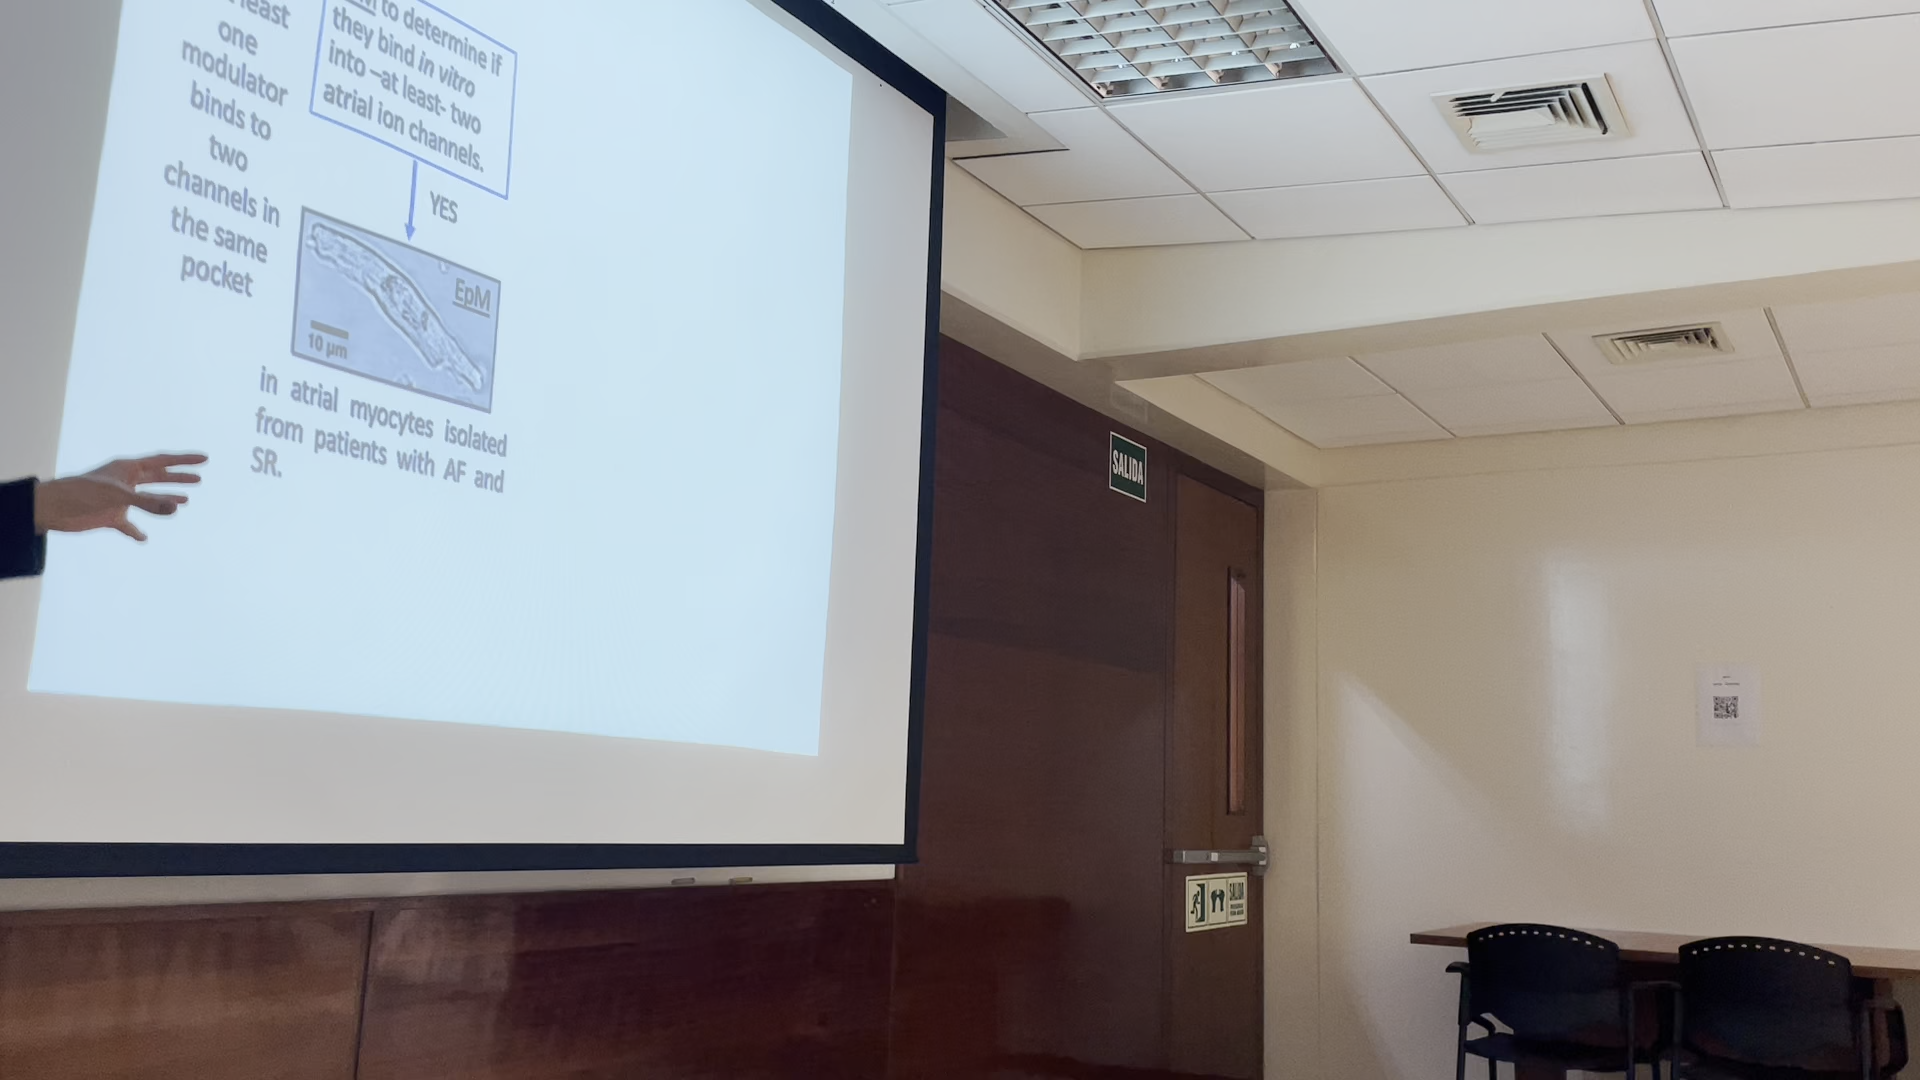 least
one
modulator
binds to
two
channels in
the same
pocket
to determine if
they bind in vitro
into –at least- two
atrial ion channels.
YES
EpM
10 µm
in atrial myocytes isolated
from patients with AF and
SR.
SALIDA
SALIDA